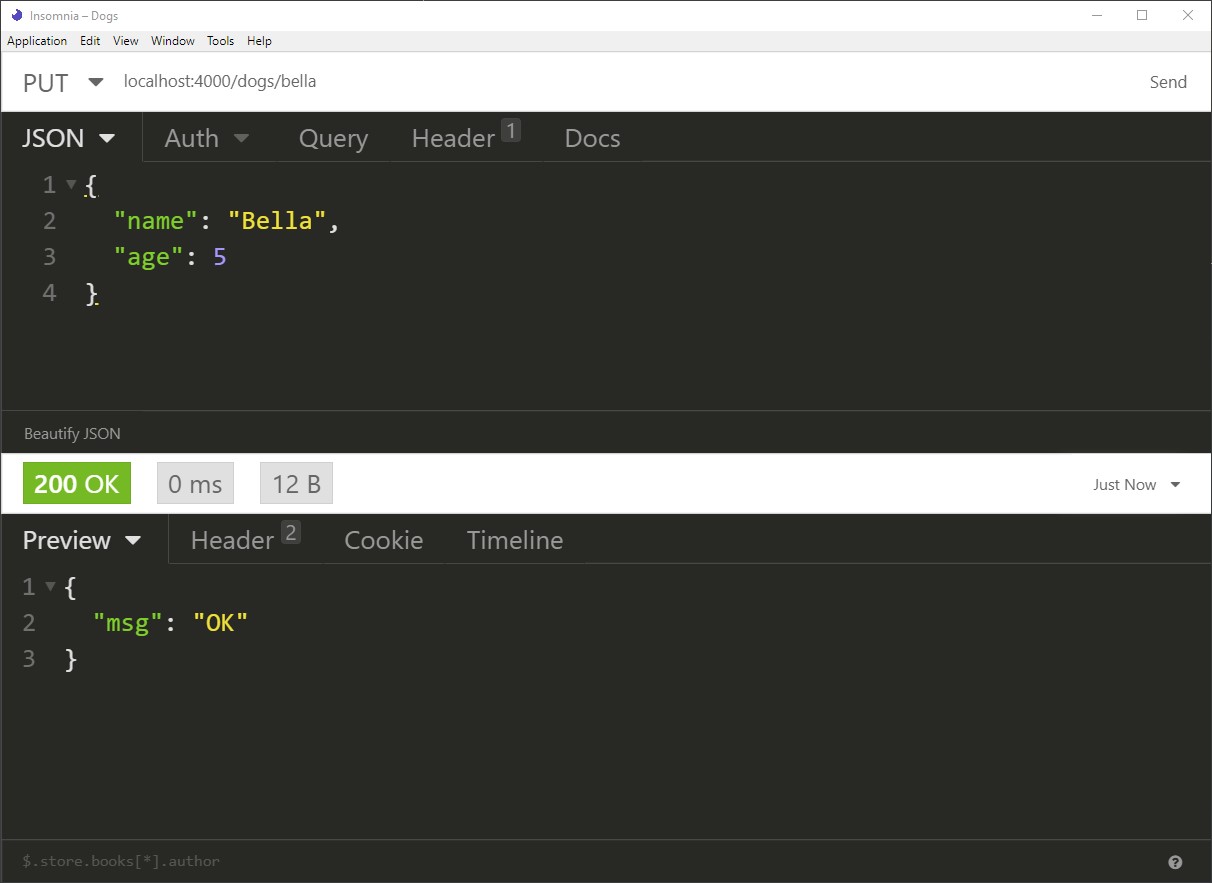 Insomnia – Dogs
Application Edit View Window Tools Help
PUT localhost:4000/dogs/bella Send
JSON Auth Query Header 1 Docs
1 {
2 "name": "Bella",
3 "age": 5
4 }
Beautify JSON
200 OK 0 ms 12 B Just Now
Preview Header 2 Cookie Timeline
1 {
2 "msg": "OK"
3 }
$.store.books[*].author ?